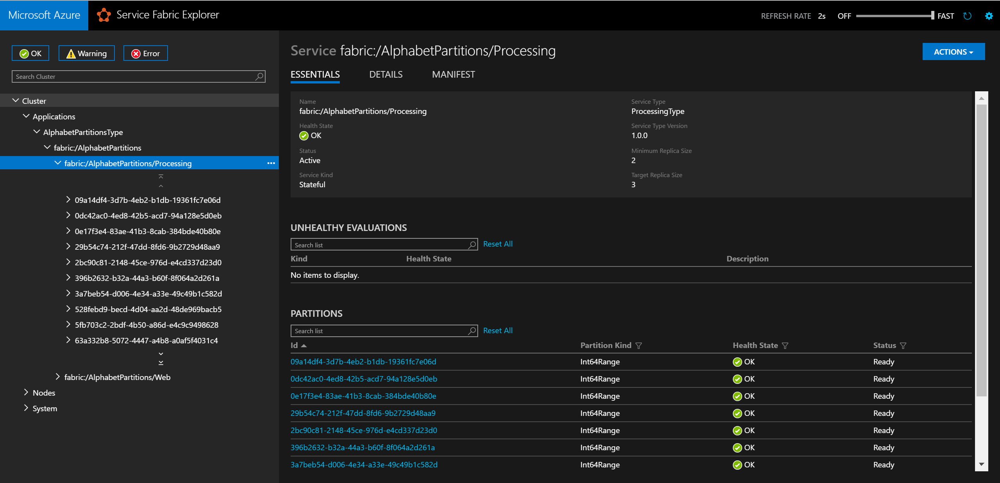 Microsoft Azure
Service Fabric Explorer
REFRESH RATE 2s OFF FAST
OK Warning Error
Search Cluster
Cluster
Applications
AlphabetPartitionsType
fabric:/AlphabetPartitions
fabric:/AlphabetPartitions/Processing
09a14df4-3d7b-4eb2-b1db-19361fc7e06d
0dc42ac0-4ed8-42b5-acd7-94a128e5d0eb
0e17f3e4-83ae-41b3-8cab-384bde40b80e
29b54c74-212f-47dd-8fd6-9b2729d48aa9
2bc90c81-2148-45ce-976d-e4cd337d23d0
396b2632-b32a-44a3-b60f-8f064a2d261a
3a7beb54-d006-4e34-a33e-49c49b1c582d
528febd9-becd-4d04-aa2d-48de969bacb5
5fb703c2-2bdf-4b50-a86d-e4c9c9498628
63a332b8-5072-4447-a4b8-a0af5f4031c4
fabric:/AlphabetPartitions/Web
Nodes
System
Service fabric:/AlphabetPartitions/Processing
ACTIONS
ESSENTIALS DETAILS MANIFEST
Name
fabric:/AlphabetPartitions/Processing
Health State
OK
Status
Active
Service Kind
Stateful
Service Type
ProcessingType
Service Type Version
1.0.0
Minimum Replica Size
2
Target Replica Size
3
UNHEALTHY EVALUATIONS
Search list Reset All
Kind Health State Description
No items to display.
PARTITIONS
Search list Reset All
Id Partition Kind Health State Status
09a14df4-3d7b-4eb2-b1db-19361fc7e06d Int64Range OK Ready
0dc42ac0-4ed8-42b5-acd7-94a128e5d0eb Int64Range OK Ready
0e17f3e4-83ae-41b3-8cab-384bde40b80e Int64Range OK Ready
29b54c74-212f-47dd-8fd6-9b2729d48aa9 Int64Range OK Ready
2bc90c81-2148-45ce-976d-e4cd337d23d0 Int64Range OK Ready
396b2632-b32a-44a3-b60f-8f064a2d261a Int64Range OK Ready
3a7beb54-d006-4e34-a33e-49c49b1c582d Int64Range OK Ready